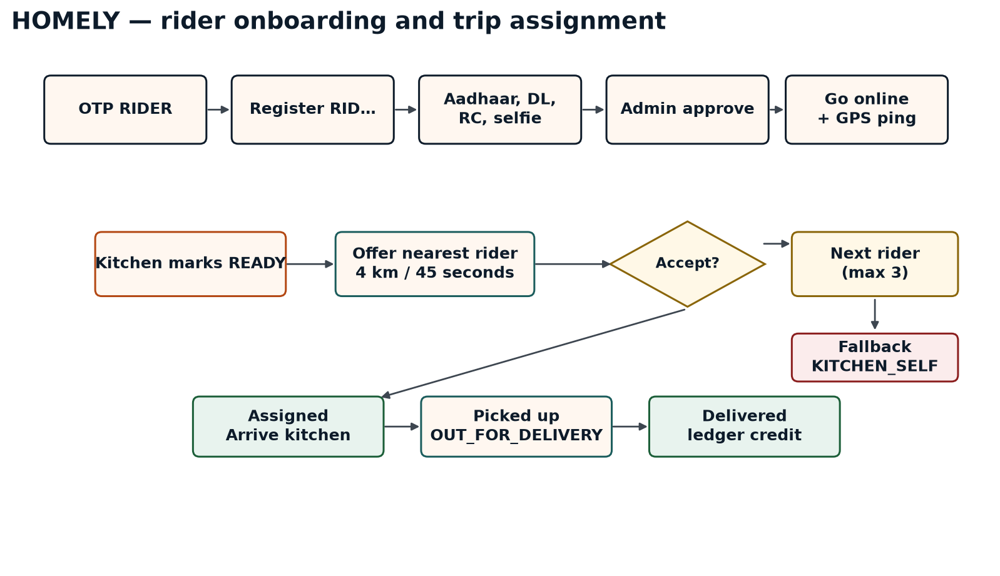 HOMELY — rider onboarding and trip assignment
OTP RIDER
Register RID...
Aadhaar, DL,
RC, selfie
Admin approve
Go online
+ GPS ping
Kitchen marks READY
Offer nearest rider
4 km / 45 seconds
Accept?
Next rider
(max 3)
Fallback
KITCHEN_SELF
Assigned
Arrive kitchen
Picked up
OUT_FOR_DELIVERY
Delivered
ledger credit